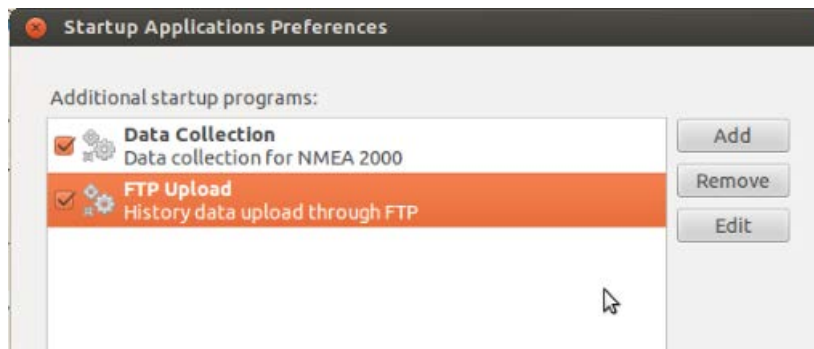 Startup Applications Preferences
Additional startup programs:
Data Collection
Data collection for NMEA 2000
FTP Upload
History data upload through FTP
Add
Remove
Edit